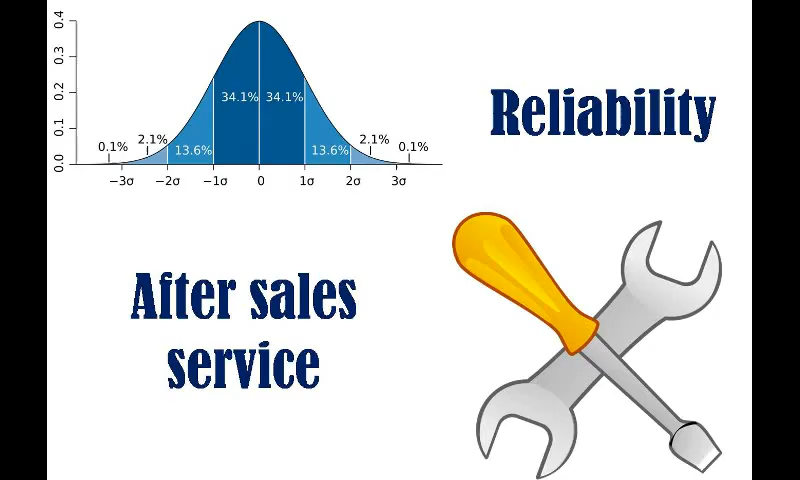 0.4
0.3
0.2
0.1
0.0
34.1% 34.1%
0.1% 2.1% 13.6% 13.6% 2.1% 0.1%
−3σ −2σ −1σ 0 1σ 2σ 3σ
Reliability
After sales
service